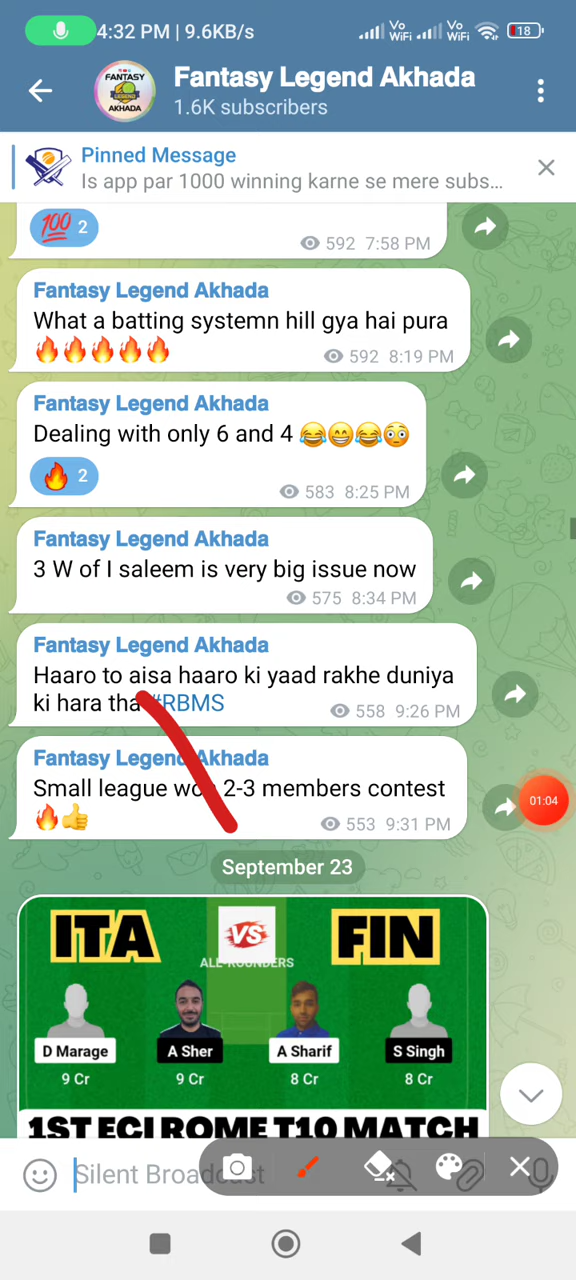 4:32 PM | 9.6KB/s
Vo WiFi
Vo WiFi
18
FANTASY LEGEND AKHADA
Fantasy Legend Akhada
1.6K subscribers
Pinned Message
Is app par 1000 winning karne se mere subs...
💯 2
592 7:58 PM
Fantasy Legend Akhada
What a batting systemn hill gya hai pura
🔥🔥🔥🔥🔥 592 8:19 PM
Fantasy Legend Akhada
Dealing with only 6 and 4 😂😁😂😳
🔥 2
583 8:25 PM
Fantasy Legend Akhada
3 W of I saleem is very big issue now
575 8:34 PM
Fantasy Legend Akhada
Haaro to aisa haaro ki yaad rakhe duniya
ki hara tha #RBMS 558 9:26 PM
Fantasy Legend Akhada
Small league won 2-3 members contest
🔥👍 553 9:31 PM
01:04
September 23
ITA VS FIN
ALL-ROUNDERS
D Marage A Sher A Sharif S Singh
9 Cr 9 Cr 8 Cr 8 Cr
1ST ECI ROME T10 MATCH
Silent Broadcast